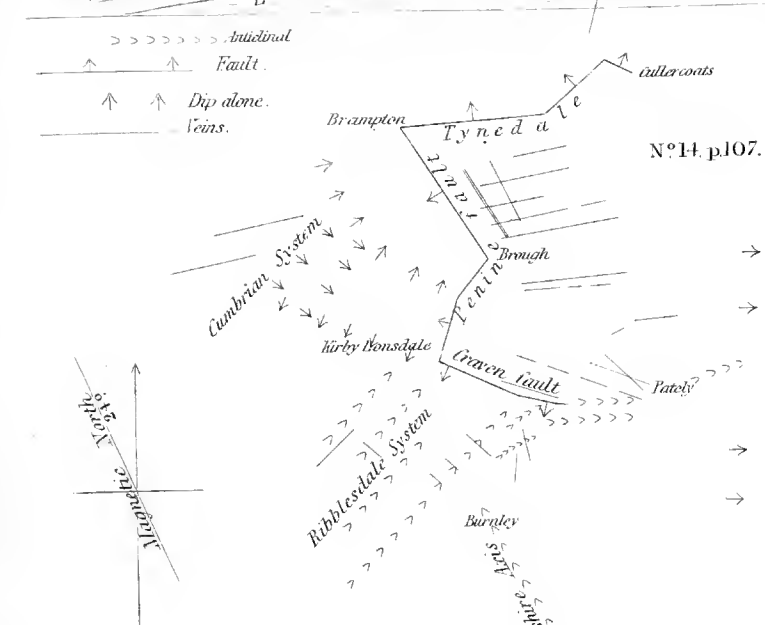 Anticlinal
Fault.
Dip alone.
Veins.
Cullercoats
Brampton
Tynedale
fault
Nº 14. p.107.
Cumbrian System
Brough
Penine
Kirby Lonsdale
Craven fault
Pately
Magnetic North
24º
Ribblesdale System
Burnley
Axis